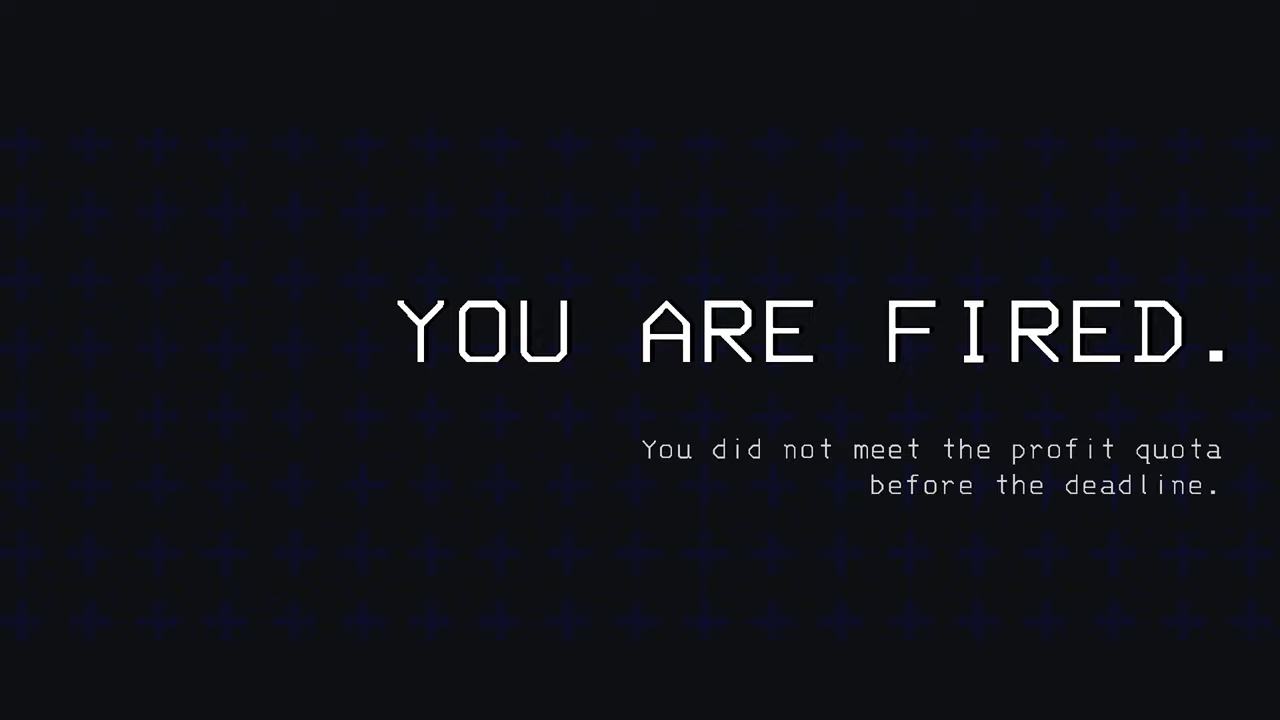 YOU ARE FIRED.
You did not meet the profit quota
before the deadline.